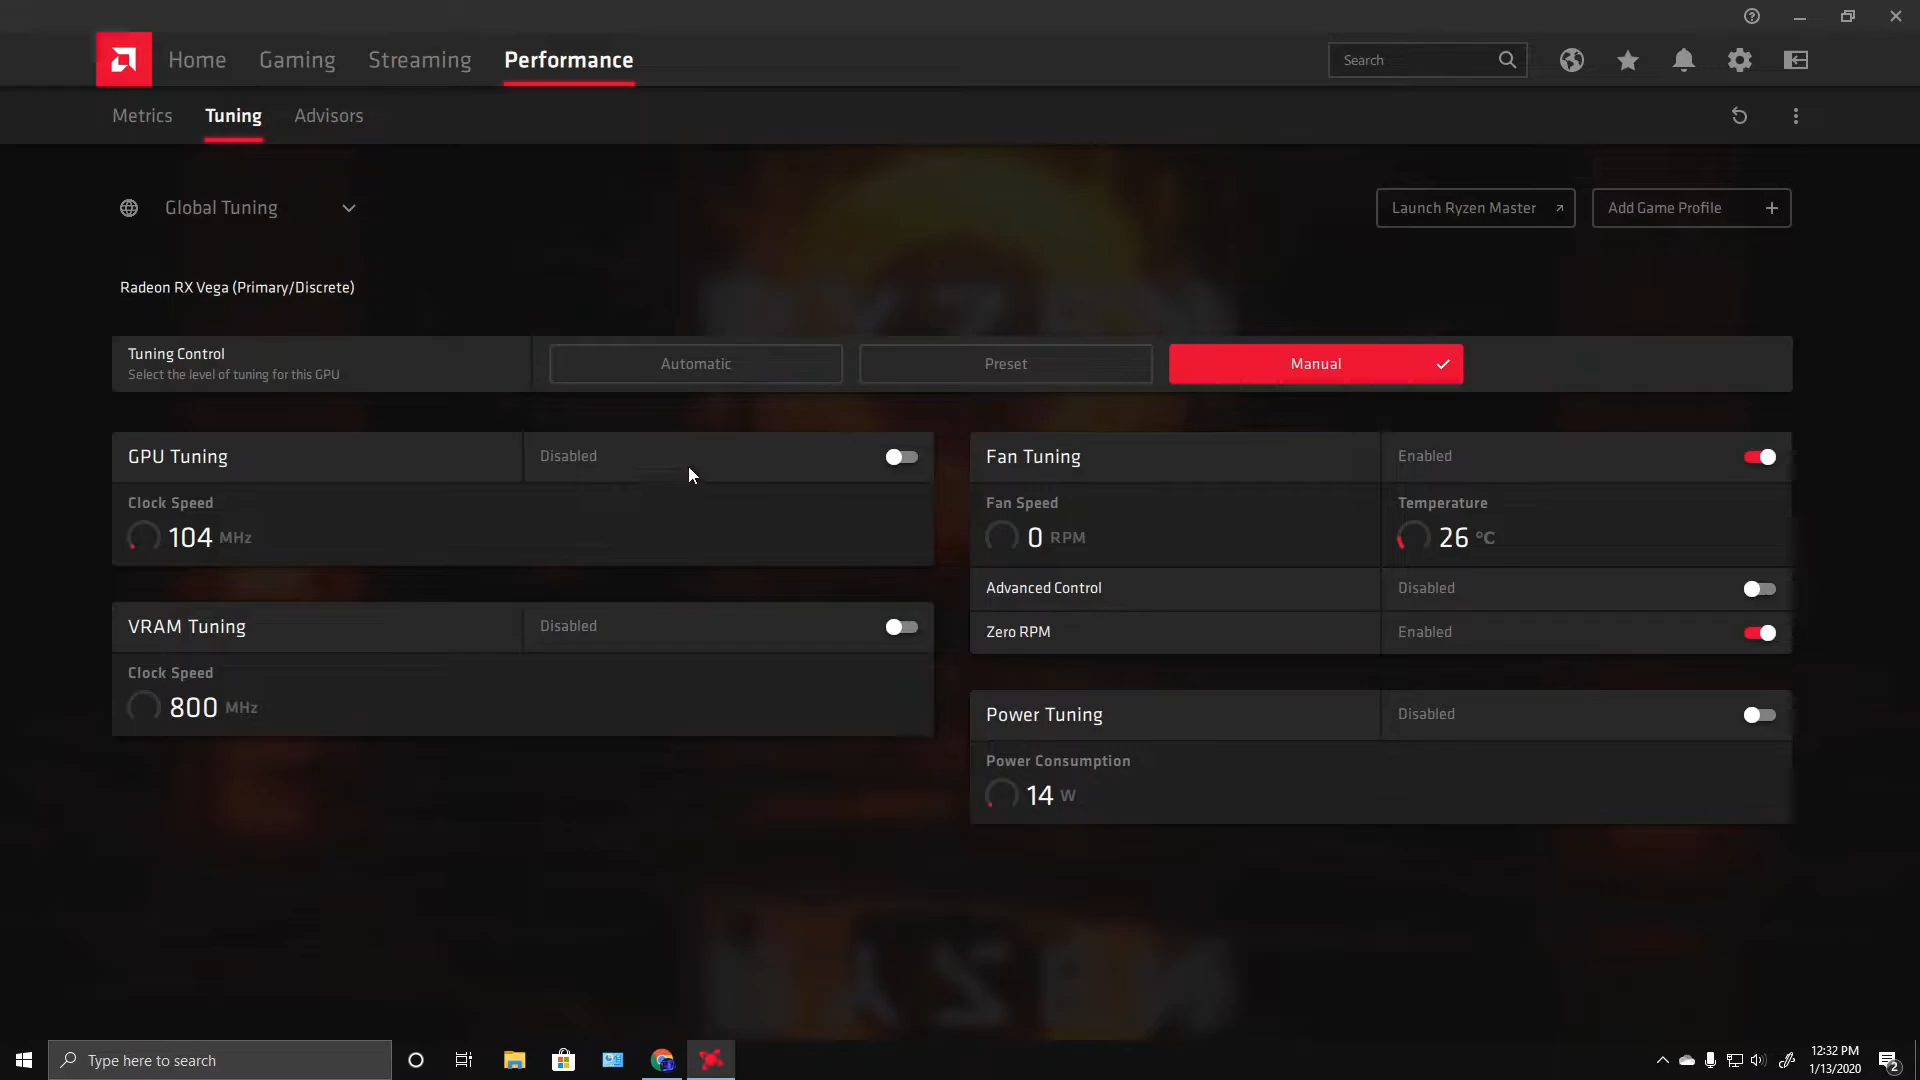 Home Gaming Streaming Performance Search
Metrics Tuning Advisors
Global Tuning Launch Ryzen Master Add Game Profile
Radeon RX Vega (Primary/Discrete)
Tuning Control
Select the level of tuning for this GPU
Automatic Preset Manual
GPU Tuning Disabled
Clock Speed
104 MHz
VRAM Tuning Disabled
Clock Speed
800 MHz
Fan Tuning Enabled
Fan Speed Temperature
0 RPM 26 °C
Advanced Control Disabled
Zero RPM Enabled
Power Tuning Disabled
Power Consumption
14 W
RYZEN
Type here to search
12:32 PM
1/13/2020
2